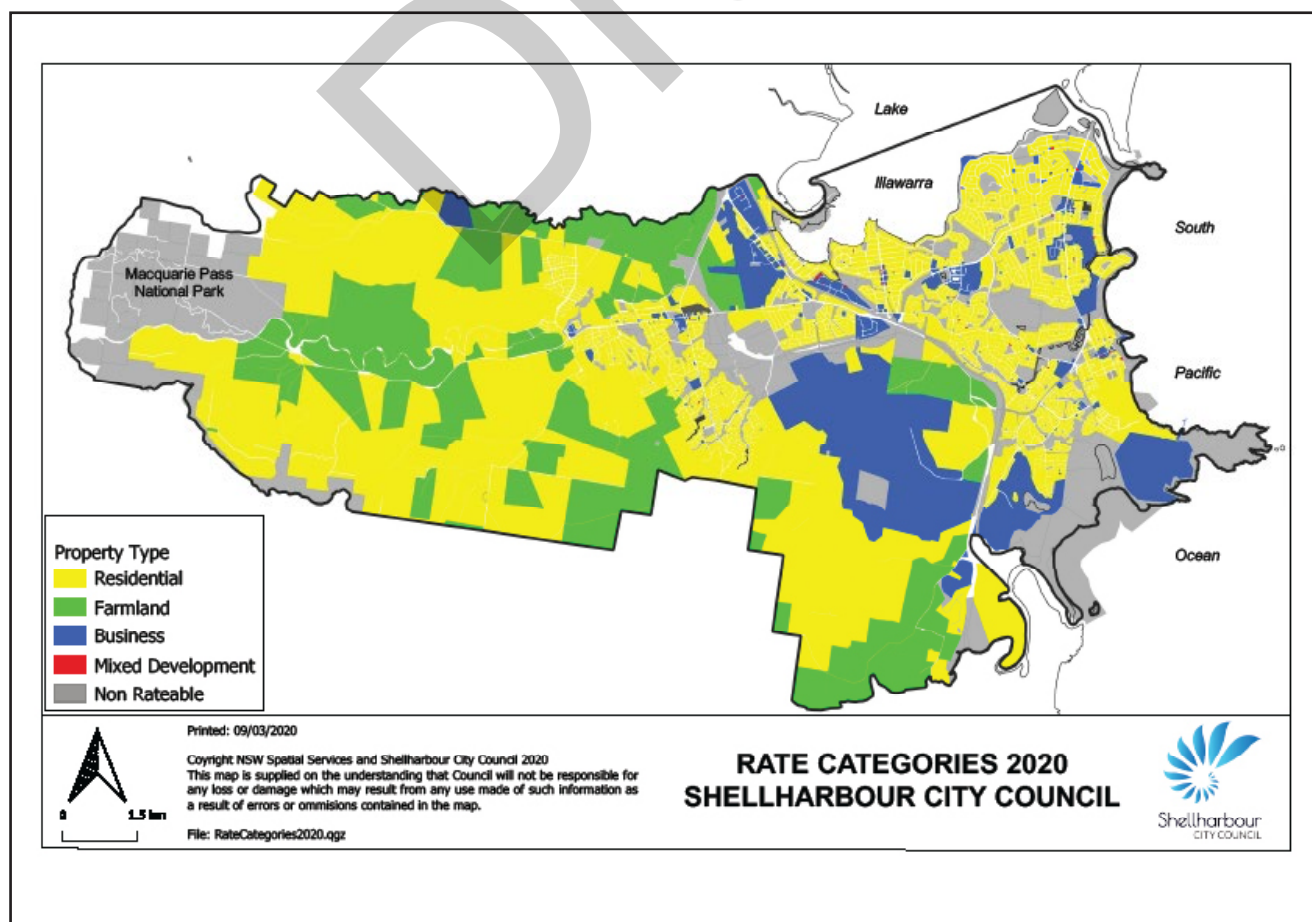 Lake
Illawarra
South
Macquarie Pass
National Park
Pacific
Ocean
Property Type
Residential
Farmland
Business
Mixed Development
Non Rateable
Printed: 09/03/2020
Coyright NSW Spatial Services and Shellharbour City Council 2020
This map is supplied on the understanding that Council will not be responsible for
any loss or damage which may result from any use made of such information as
a result of errors or ommisions contained in the map.
File: RateCategories2020.qgz
0 1.5 km
RATE CATEGORIES 2020
SHELLHARBOUR CITY COUNCIL
Shellharbour
CITY COUNCIL